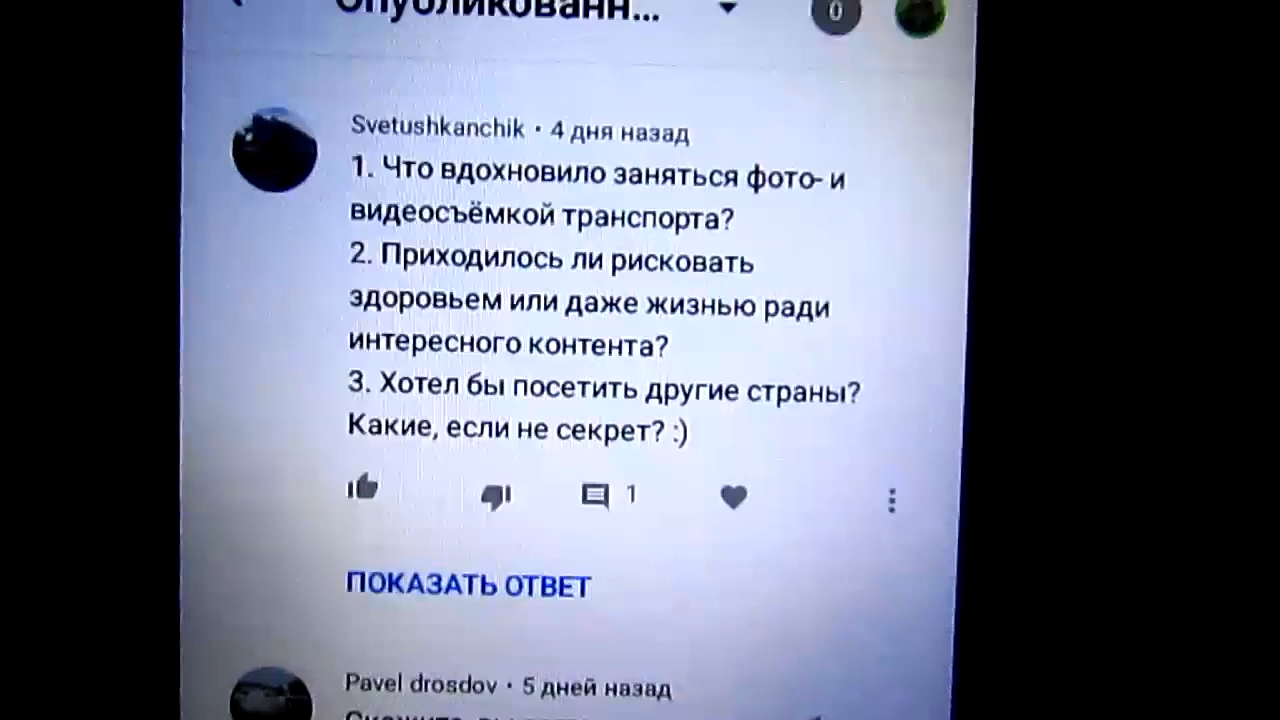 Опубликованн...
0
Svetushkanchik · 4 дня назад
1. Что вдохновило заняться фото- и
видеосъёмкой транспорта?
2. Приходилось ли рисковать
здоровьем или даже жизнью ради
интересного контента?
3. Хотел бы посетить другие страны?
Какие, если не секрет? :)
1
ПОКАЗАТЬ ОТВЕТ
Pavel drosdov · 5 дней назад